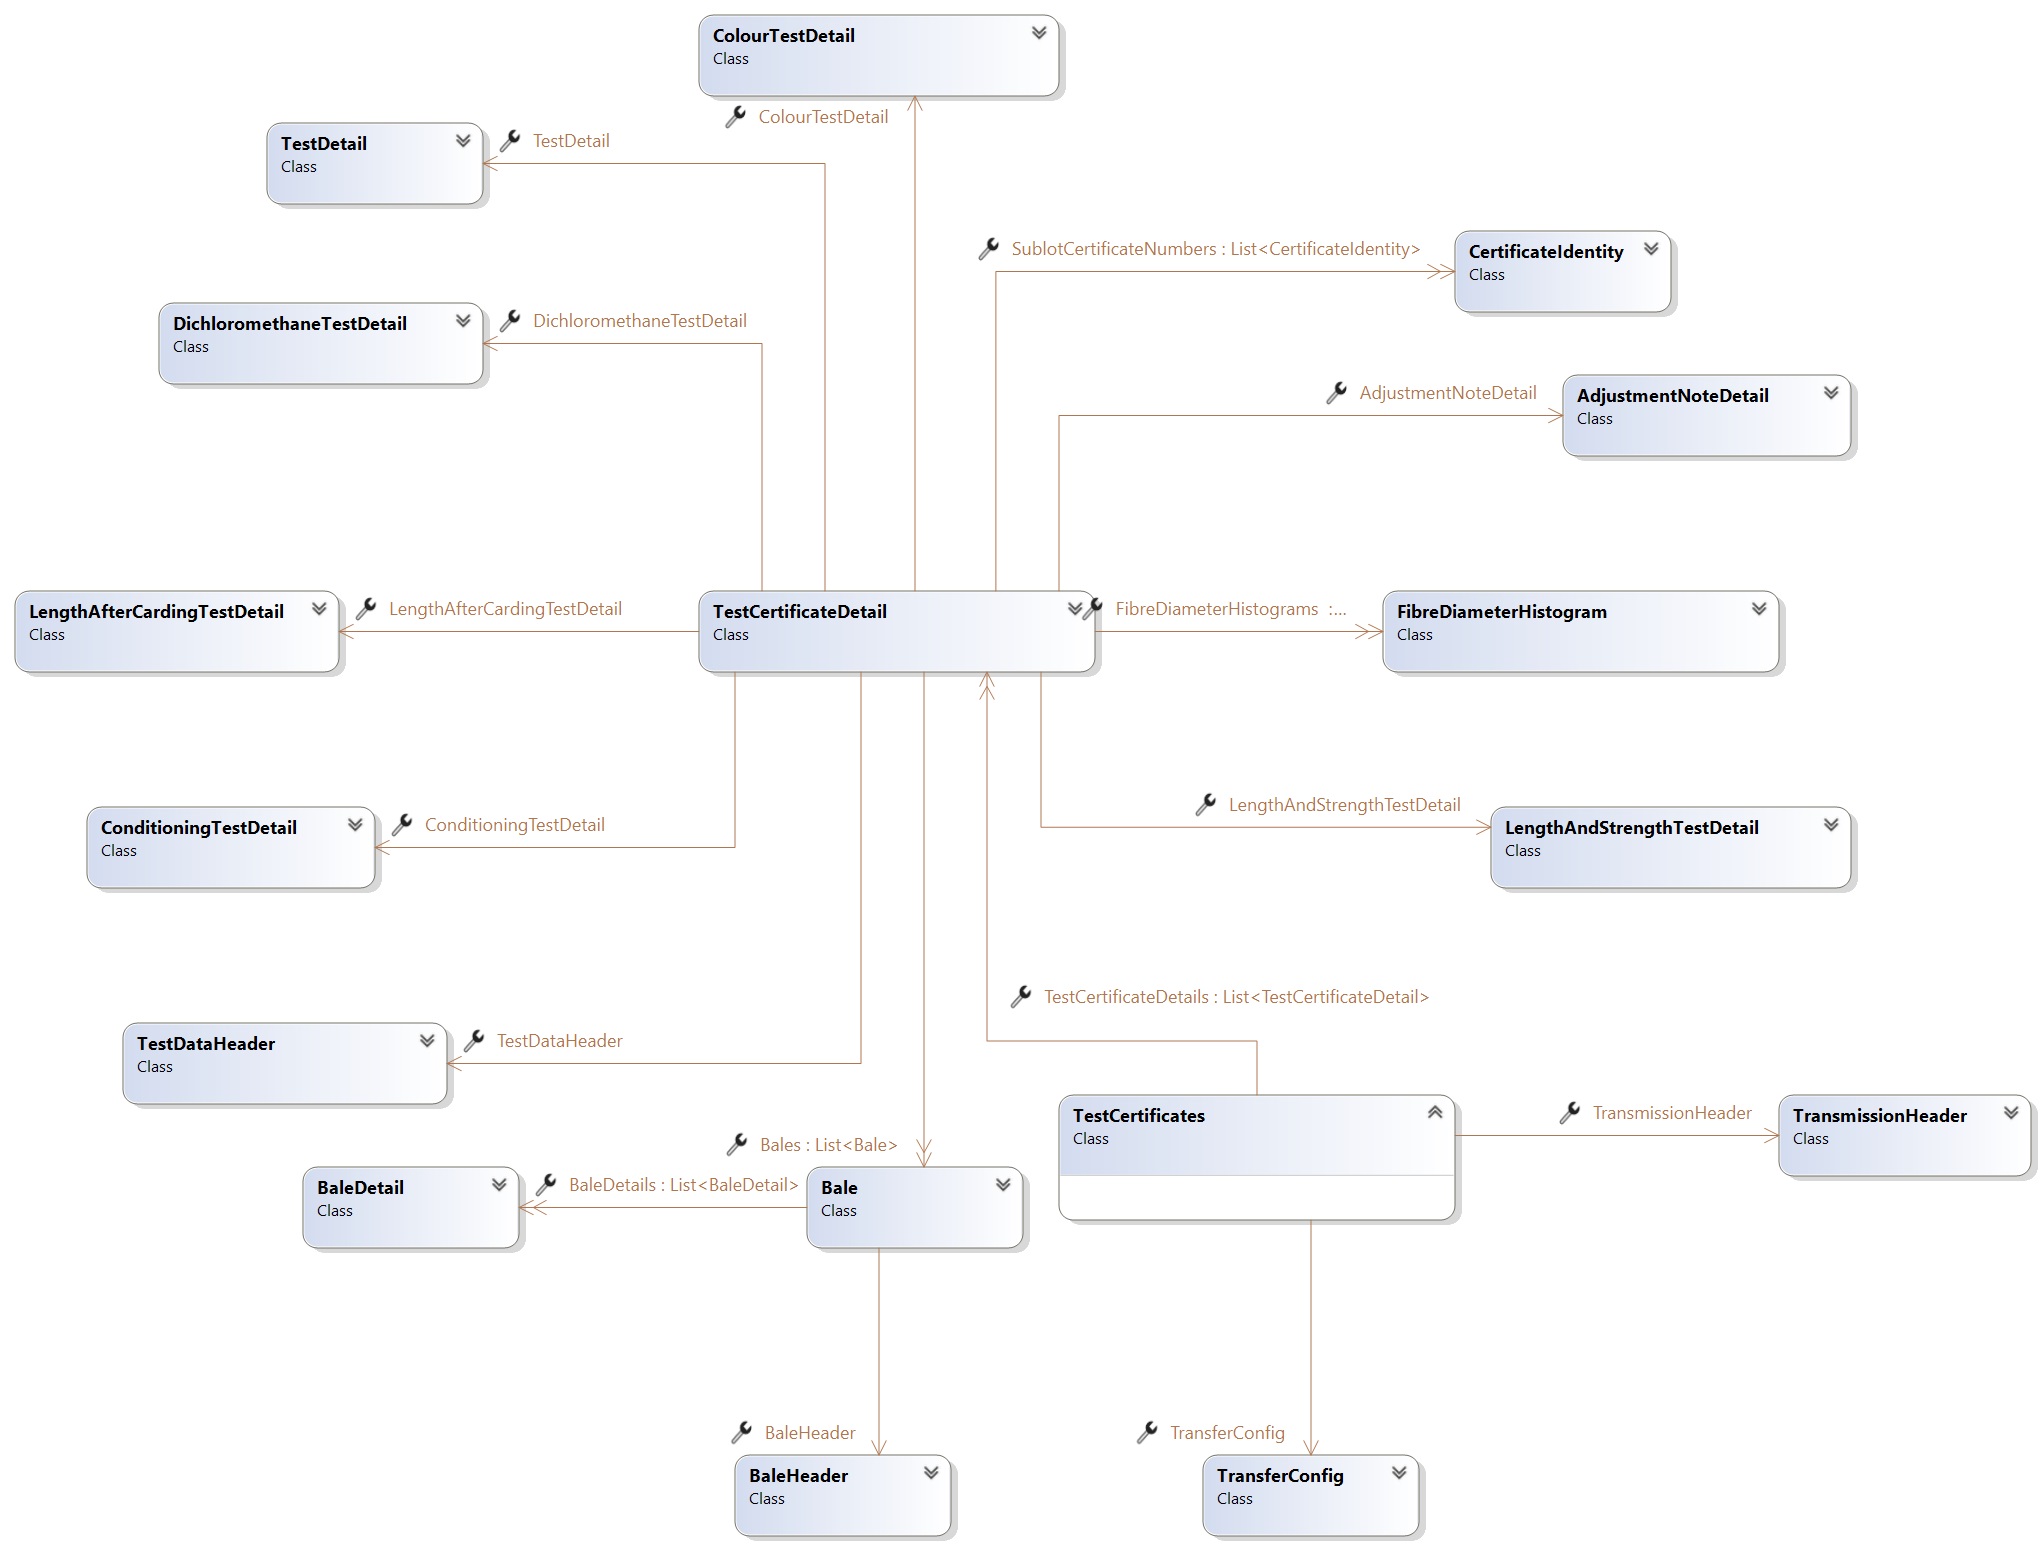 ColourTestDetail
Class
ColourTestDetail
TestDetail
Class
TestDetail
SublotCertificateNumbers : List<CertificateIdentity>
CertificateIdentity
Class
DichloromethaneTestDetail
Class
DichloromethaneTestDetail
AdjustmentNoteDetail
AdjustmentNoteDetail
Class
LengthAfterCardingTestDetail
Class
LengthAfterCardingTestDetail
TestCertificateDetail
Class
FibreDiameterHistograms :...
FibreDiameterHistogram
Class
ConditioningTestDetail
Class
ConditioningTestDetail
LengthAndStrengthTestDetail
LengthAndStrengthTestDetail
Class
TestCertificateDetails : List<TestCertificateDetail>
TestDataHeader
Class
TestDataHeader
TestCertificates
Class
TransmissionHeader
TransmissionHeader
Class
Bales : List<Bale>
BaleDetail
Class
BaleDetails : List<BaleDetail>
Bale
Class
BaleHeader
BaleHeader
Class
TransferConfig
TransferConfig
Class